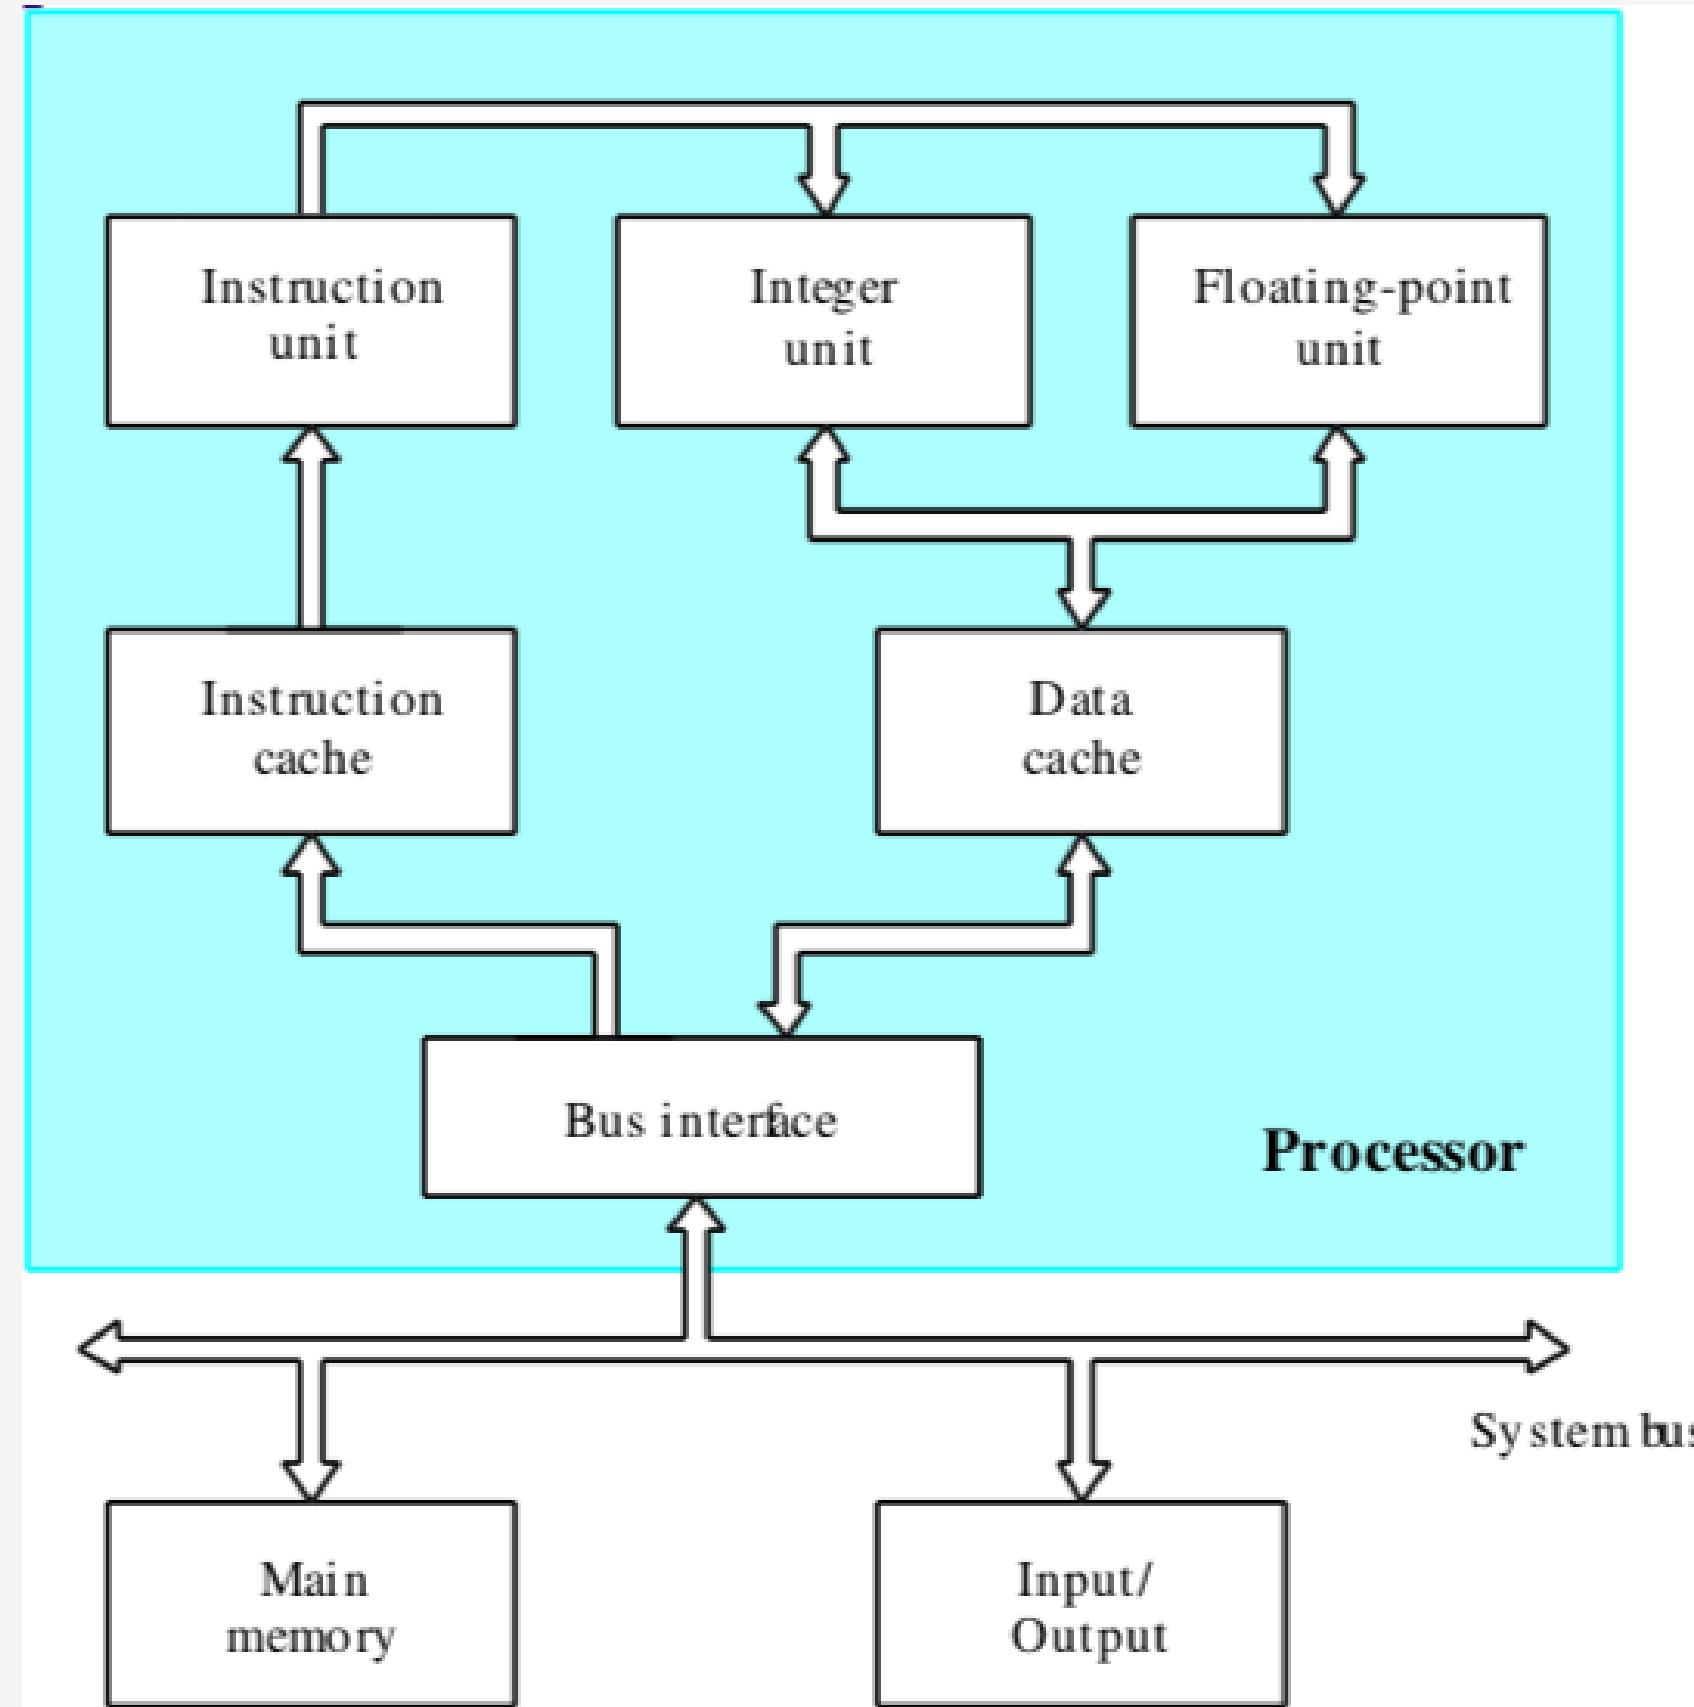 Instruction
unit
Integer
unit
Floating-point
unit
Instruction
cache
Data
cache
Bus interface
Processor
System bus
Main
memory
Input/
Output